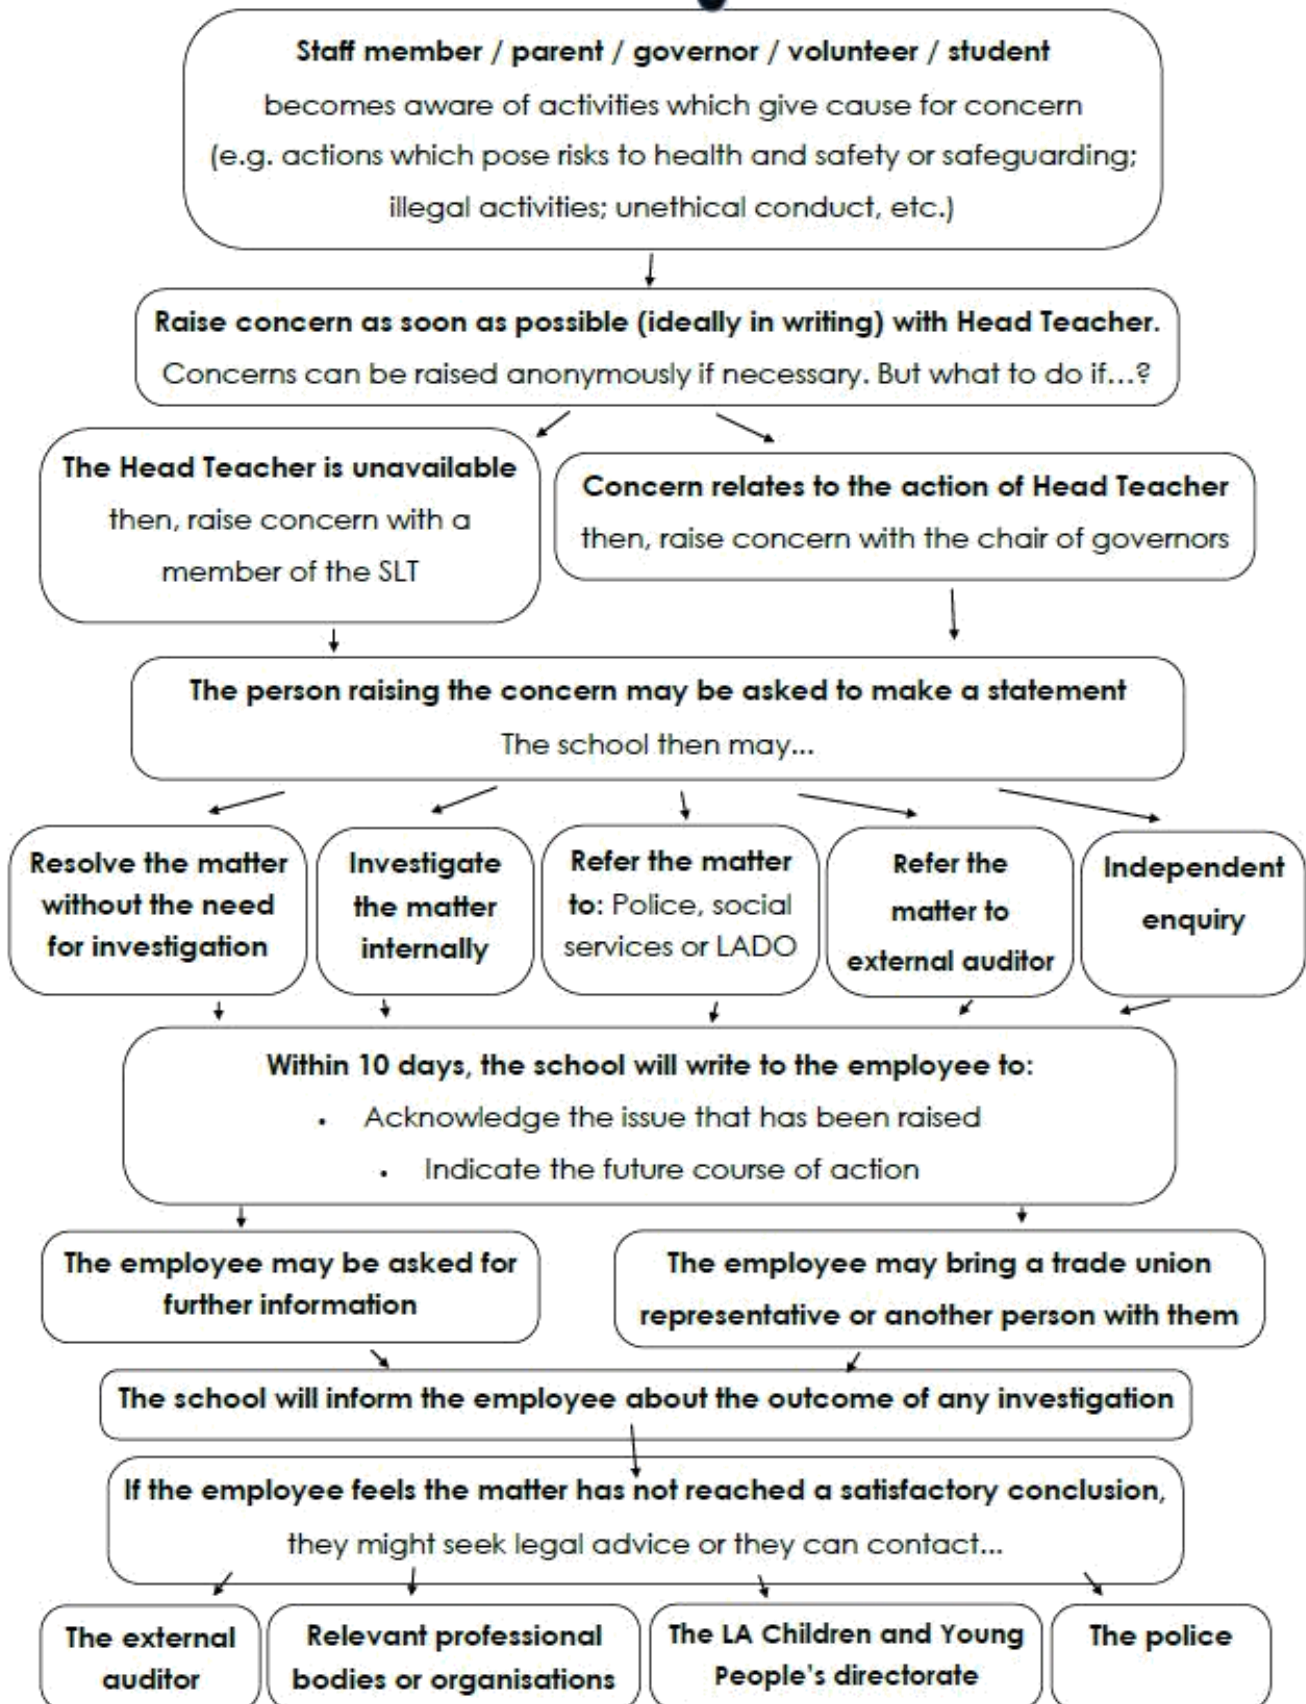 Staff member / parent / governor / volunteer / student
becomes aware of activities which give cause for concern
(e.g. actions which pose risks to health and safety or safeguarding;
illegal activities; unethical conduct, etc.)
Raise concern as soon as possible (ideally in writing) with Head Teacher.
Concerns can be raised anonymously if necessary. But what to do if...?
The Head Teacher is unavailable
then, raise concern with a
member of the SLT
Concern relates to the action of Head Teacher
then, raise concern with the chair of governors
The person raising the concern may be asked to make a statement
The school then may...
Resolve the matter
without the need
for investigation
Investigate
the matter
internally
Refer the matter
to: Police, social
services or LADO
Refer the
matter to
external auditor
Independent
enquiry
Within 10 days, the school will write to the employee to:
• Acknowledge the issue that has been raised
• Indicate the future course of action
The employee may be asked for
further information
The employee may bring a trade union
representative or another person with them
The school will inform the employee about the outcome of any investigation
If the employee feels the matter has not reached a satisfactory conclusion,
they might seek legal advice or they can contact...
The external
auditor
Relevant professional
bodies or organisations
The LA Children and Young
People's directorate
The police